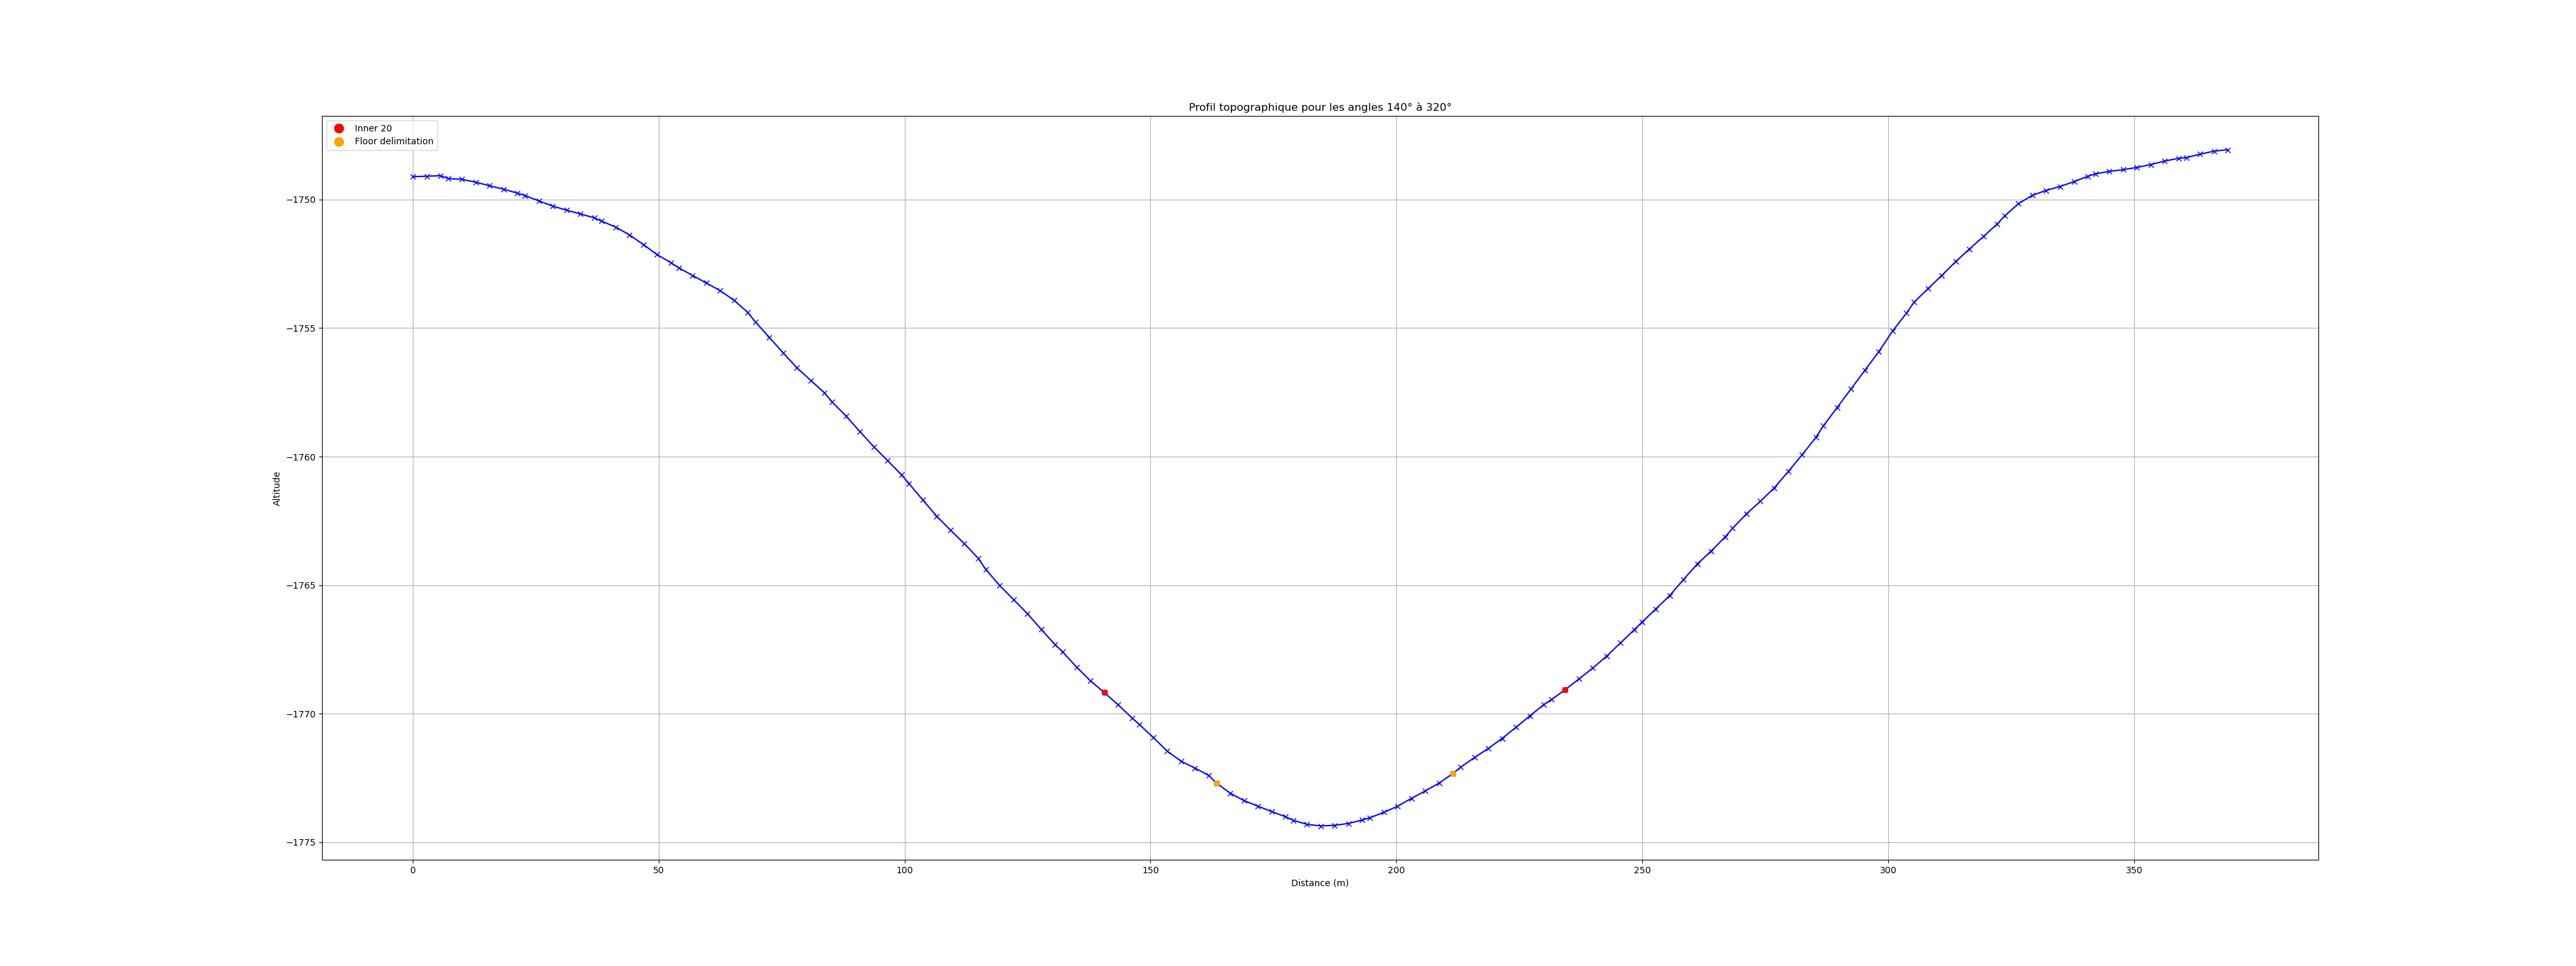 Profil topographique pour les angles 140° à 320°
Inner 20
Floor delimitation
−1750
−1755
−1760
−1765
−1770
−1775
Altitude
0 50 100 150 200 250 300 350
Distance (m)